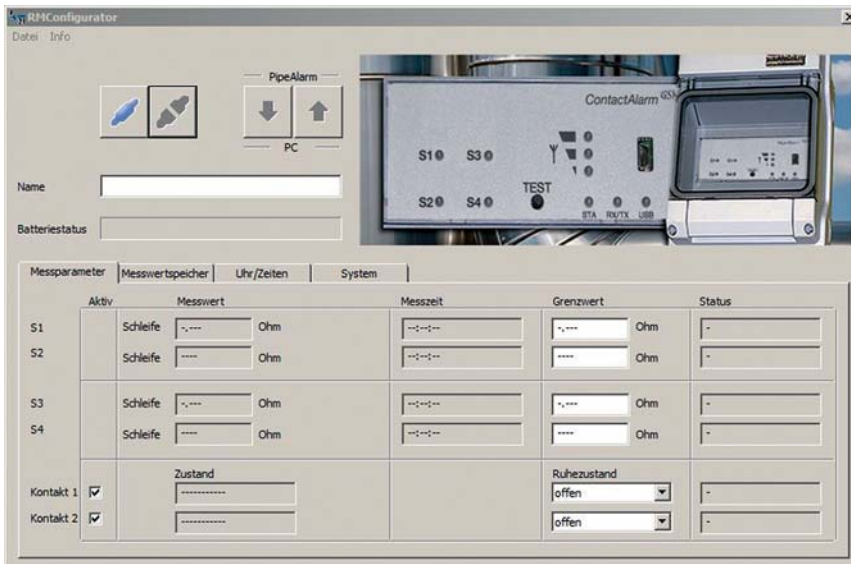 RMConfigurator
Datei Info
PipeAlarm
PC
Name
Batteriestatus
ContactAlarm GSM
S1 S3
S2 S4
TEST
STA RX/TX USB
Messparameter Messwertspeicher Uhr/Zeiten System
Aktiv Messwert Messzeit Grenzwert Status
S1 Schleife -,--- Ohm --:--:-- -,--- Ohm -
S2 Schleife ---- Ohm --:--:-- ---- Ohm -
S3 Schleife -,--- Ohm --:--:-- -,--- Ohm -
S4 Schleife ---- Ohm --:--:-- ---- Ohm -
Zustand Ruhezustand
Kontakt 1 ----------- offen -
Kontakt 2 ----------- offen -